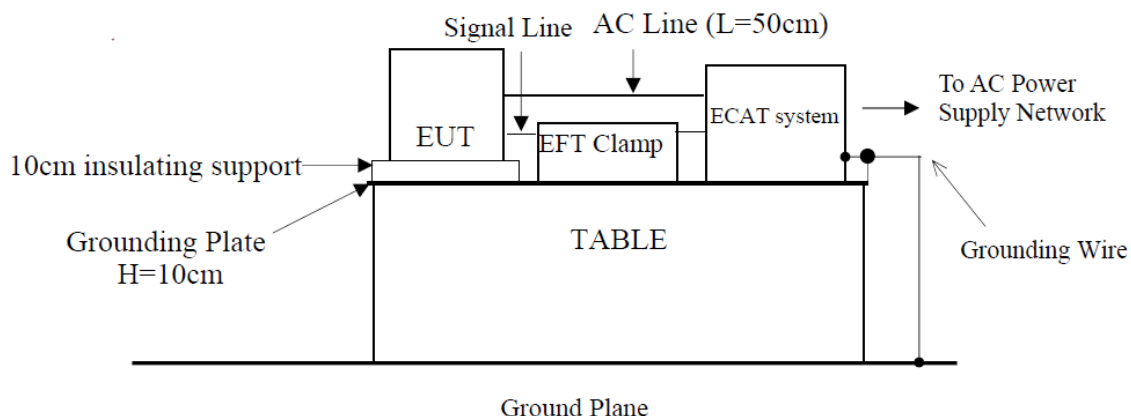 Signal Line
AC Line (L=50cm)
To AC Power
Supply Network
ECAT system
EUT
EFT Clamp
10cm insulating support
Grounding Plate
H=10cm
TABLE
Grounding Wire
Ground Plane